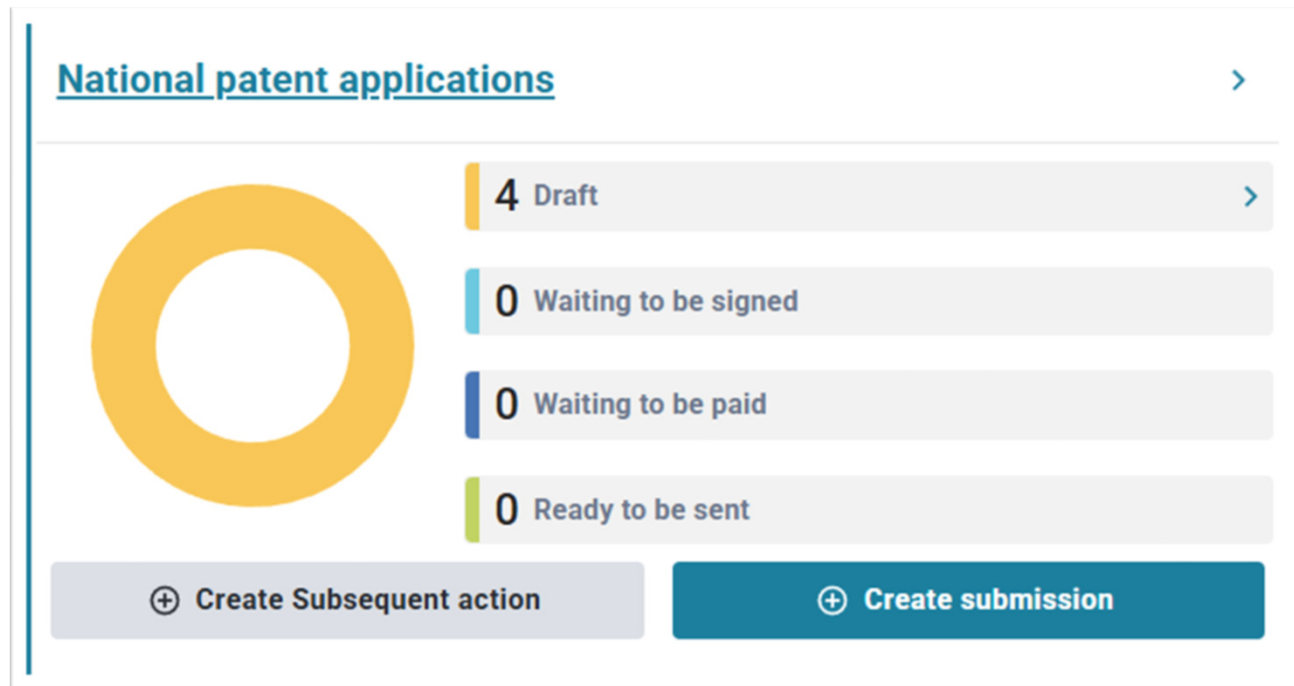 National patent applications
4 Draft
0 Waiting to be signed
0 Waiting to be paid
0 Ready to be sent
Create Subsequent action
Create submission